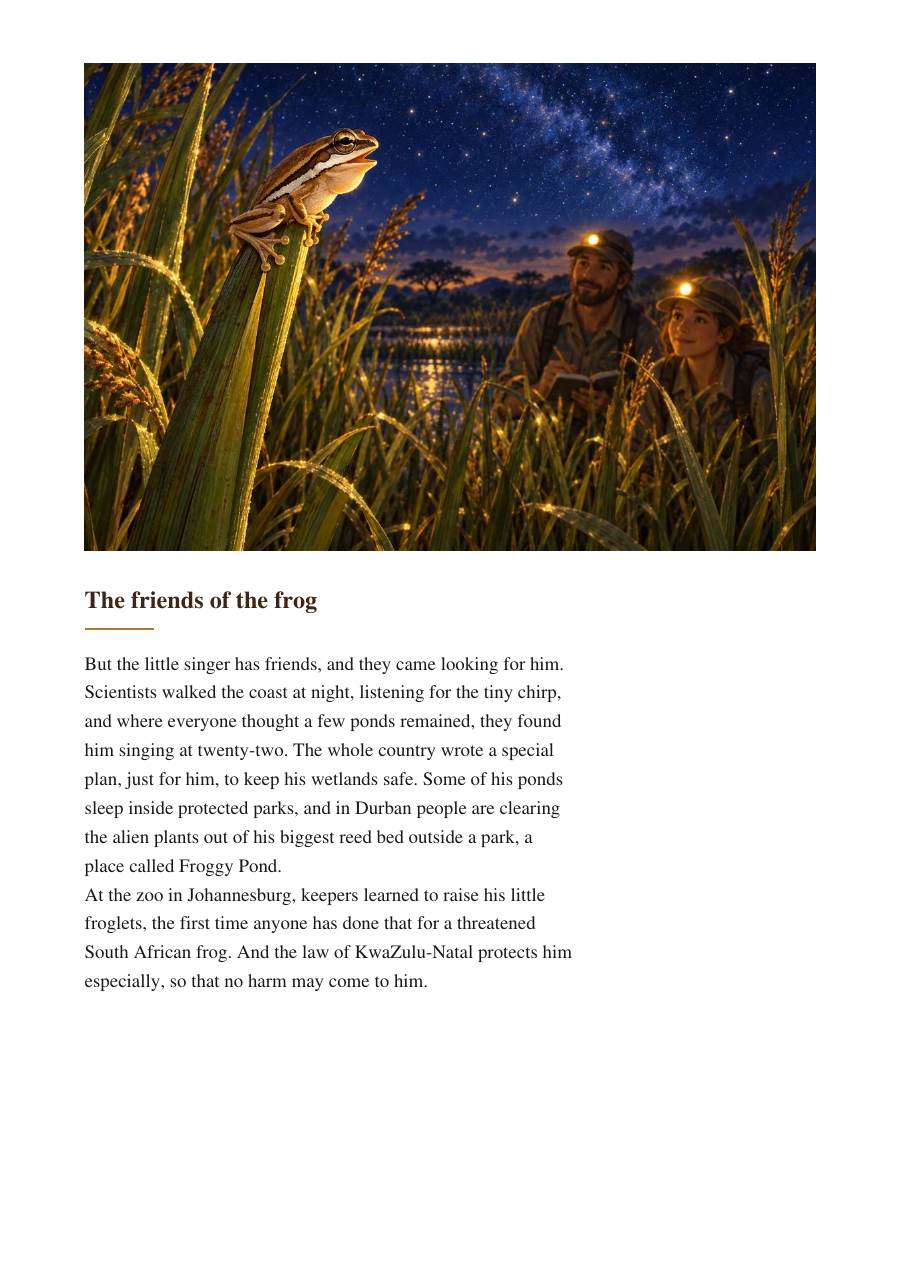 The friends of the frog
But the little singer has friends, and they came looking for him.
Scientists walked the coast at night, listening for the tiny chirp,
and where everyone thought a few ponds remained, they found
him singing at twenty-two. The whole country wrote a special
plan, just for him, to keep his wetlands safe. Some of his ponds
sleep inside protected parks, and in Durban people are clearing
the alien plants out of his biggest reed bed outside a park, a
place called Froggy Pond.
At the zoo in Johannesburg, keepers learned to raise his little
froglets, the first time anyone has done that for a threatened
South African frog. And the law of KwaZulu-Natal protects him
especially, so that no harm may come to him.